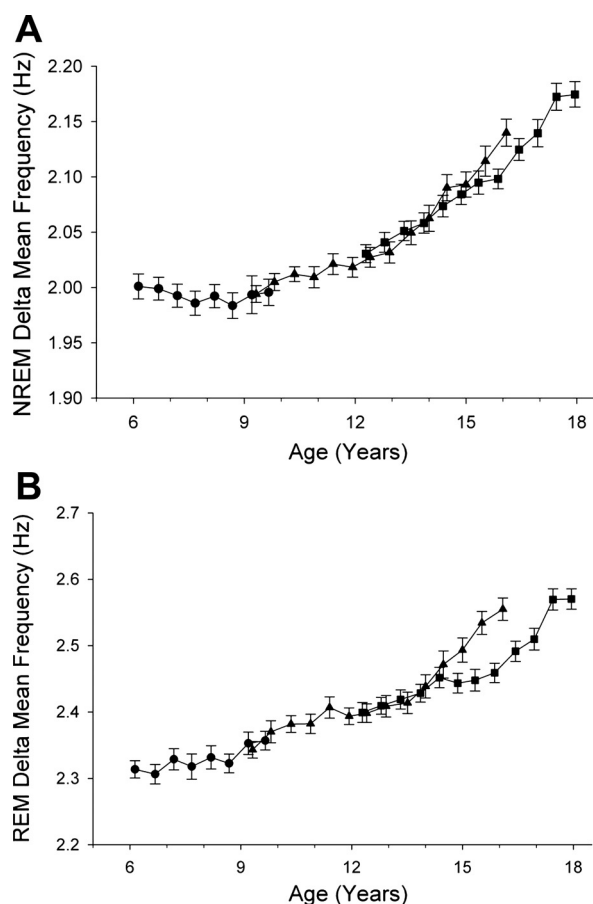 A
NREM Delta Mean Frequency (Hz)
2.20
2.15
2.10
2.05
2.00
1.95
1.90
6 9 12 15 18
Age (Years)
B
REM Delta Mean Frequency (Hz)
2.7
2.6
2.5
2.4
2.3
2.2
6 9 12 15 18
Age (Years)